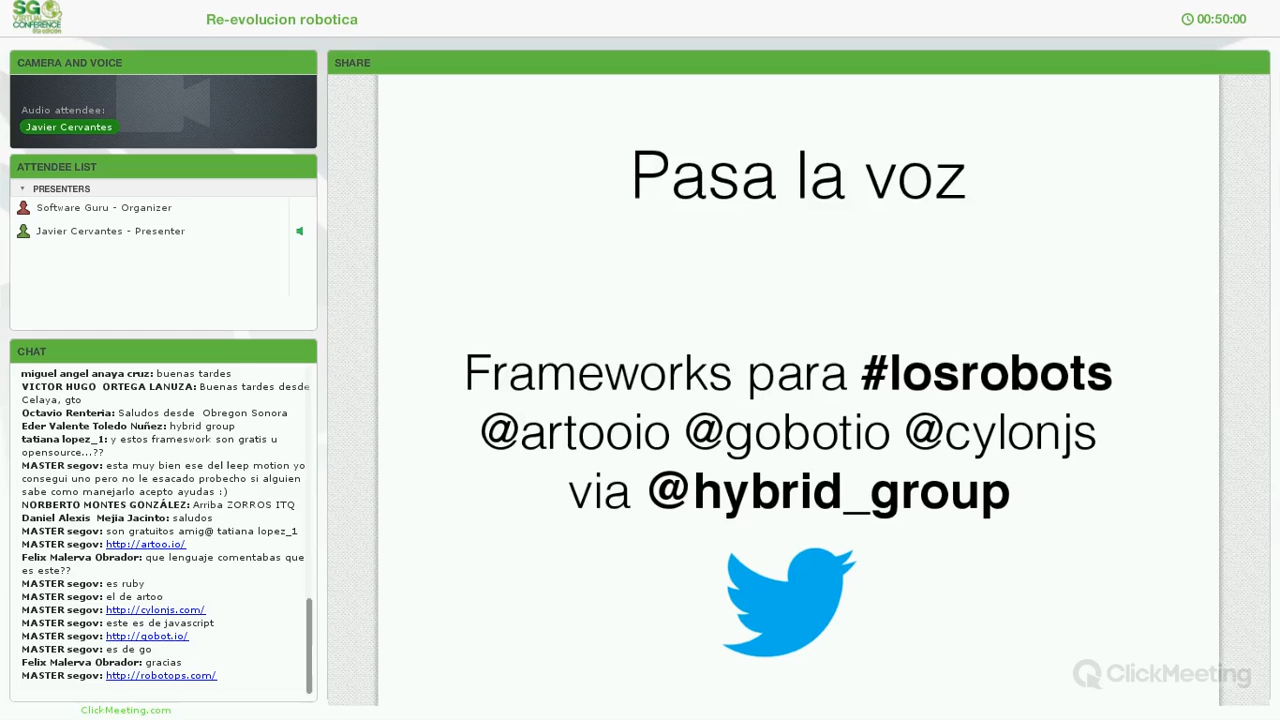 SG
VIRTUAL
CONFERENCE
Re-evolucion robotica
00:50:00
CAMERA AND VOICE
Audio attendee:
Javier Cervantes
ATTENDEE LIST
PRESENTERS
Software Guru - Organizer
Javier Cervantes - Presenter
CHAT
miguel angel anaya cruz: buenas tardes
VICTOR HUGO ORTEGA LANUZA: Buenas tardes desde
Celaya, gto
Octavio Renteria: Saludos desde Obregon Sonora
Eder Valente Toledo Nuñez: hybrid group
tatiana lopez_1: y estos framesork son gratis u
opensource...??
MASTER segov: esta muy bien ese del leep motion yo
consegui uno pero no le esacado probecho si alguien
sabe como manejarlo acepto ayudas :)
NORBERTO MONTES GONZÁLEZ: Arriba ZORROS ITQ
Daniel Alexis Mejia Jacinto: saludos
MASTER segov: son gratuitos amig@ tatiana lopez_1
MASTER segov: http://artoo.io/
Felix Malerva Obrador: que lenguaje comentabas que
es este??
MASTER segov: es ruby
MASTER segov: el de artoo
MASTER segov: http://cylonjs.com/
MASTER segov: este es de javascript
MASTER segov: http://gobot.io/
MASTER segov: es de go
Felix Malerva Obrador: gracias
MASTER segov: http://robotops.com/
ClickMeeting.com
SHARE
Pasa la voz
Frameworks para #losrobots
@artooio @gobotio @cylonjs
via @hybrid_group
ClickMeeting